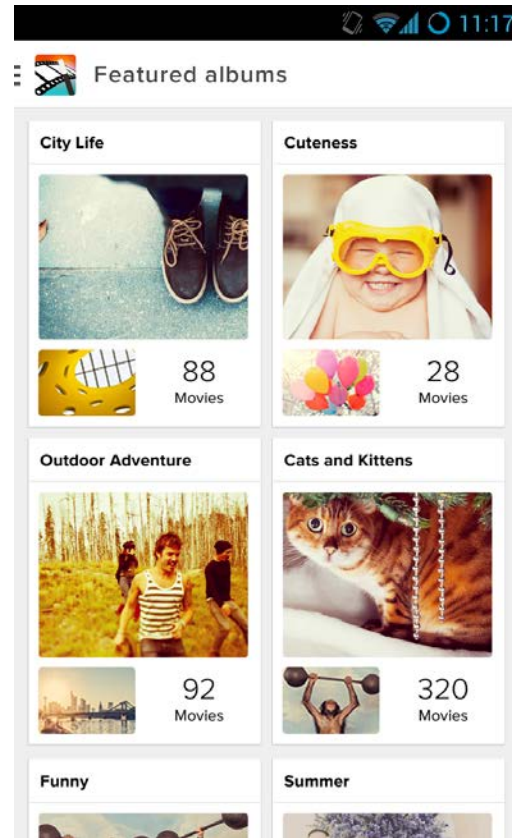 11:17
Featured albums
City Life
Cuteness
88
Movies
28
Movies
Outdoor Adventure
Cats and Kittens
92
Movies
320
Movies
Funny
Summer